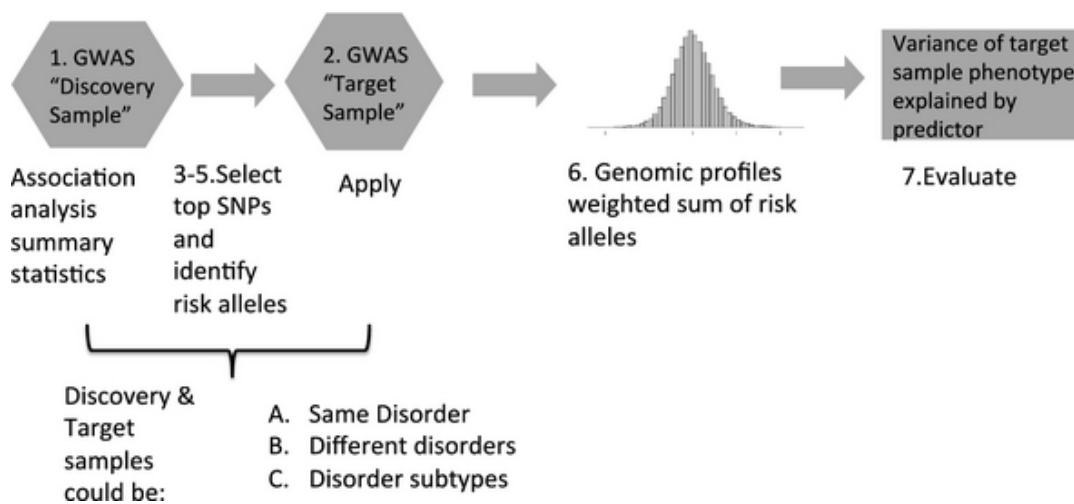 1. GWAS
“Discovery
Sample”
2. GWAS
“Target
Sample”
Variance of target
sample phenotype
explained by
predictor
Association
analysis
summary
statistics
3-5.Select
top SNPs
and
identify
risk alleles
Apply
6. Genomic profiles
weighted sum of risk
alleles
7.Evaluate
Discovery &
Target
samples
could be:
A. Same Disorder
B. Different disorders
C. Disorder subtypes